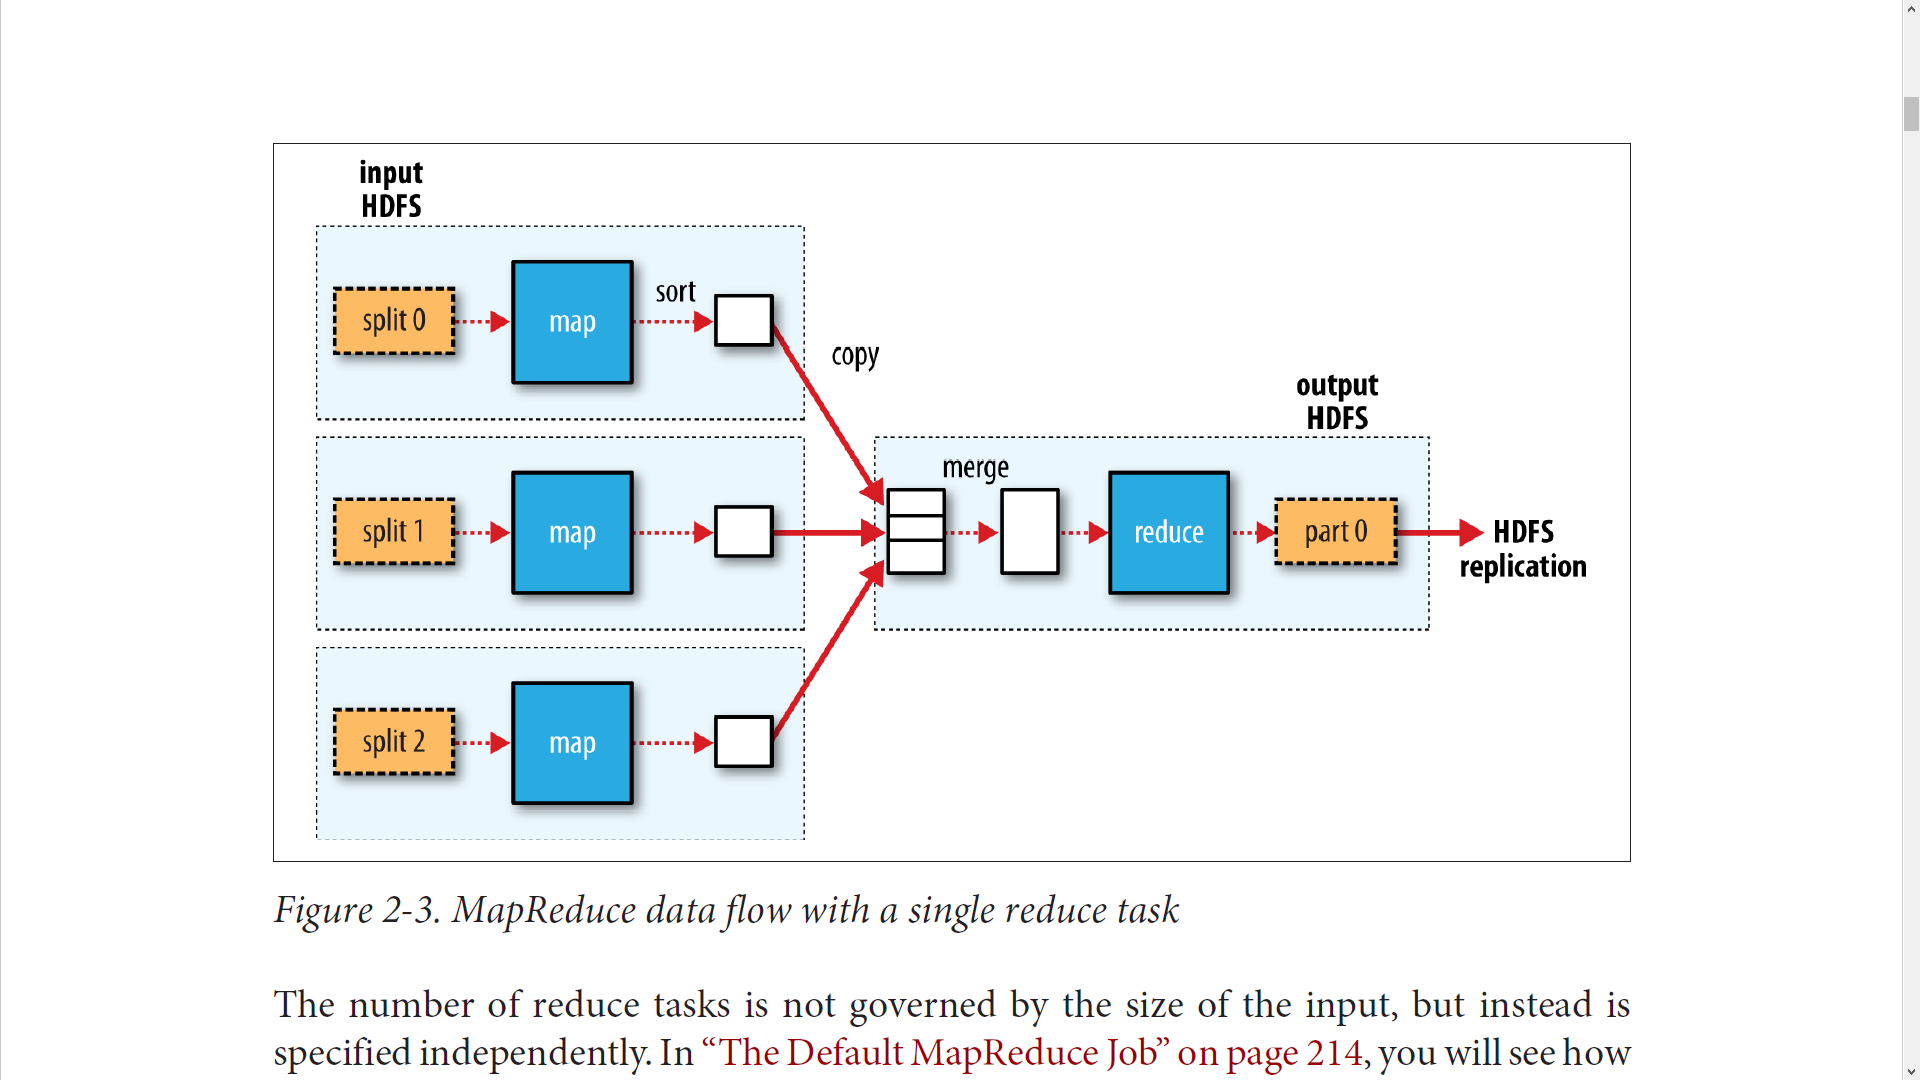 input
HDFS
split 0
map
sort
copy
split 1
map
split 2
map
output
HDFS
merge
reduce
part 0
HDFS
replication
Figure 2-3. MapReduce data flow with a single reduce task
The number of reduce tasks is not governed by the size of the input, but instead is
specified independently. In “The Default MapReduce Job” on page 214, you will see how